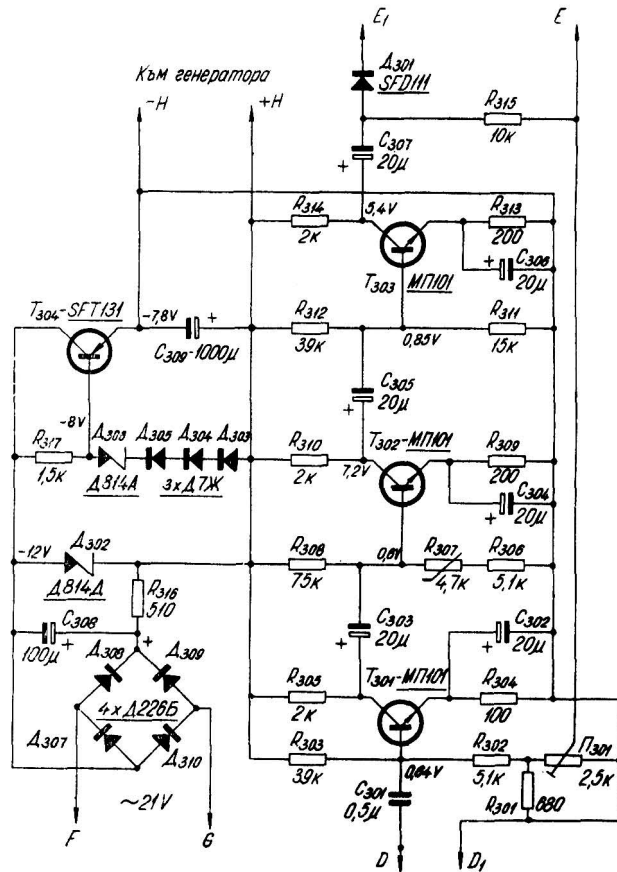 E₁
E
Д₃₀₁
SFD111
Към генератора
-H
+H
R₃₁₅
10к
C₃₀₇
20μ
+
R₃₁₄
2к
5,4V
R₃₁₃
200
C₃₀₆
+
20μ
T₃₀₃
МП101
T₃₀₄-SFT131
-7,8V
+
C₃₀₉-1000μ
R₃₁₂
39к
0,85V
R₃₁₁
15к
C₃₀₅
+
20μ
-8V
R₃₁₇
1,5к
Д₃₀₆
Д₃₀₅
Д₃₀₄
Д₃₀₃
Д814А
3хД7Ж
R₃₁₀
2к
7,2V
T₃₀₂-МП101
R₃₀₉
200
C₃₀₄
+
20μ
-12V
Д₃₀₂
Д814Д
R₃₀₈
75к
0,6V
R₃₀₇
4,7к
R₃₀₆
5,1к
R₃₁₆
510
C₃₀₈
100μ
+
+
C₃₀₃
+
20μ
C₃₀₂
+
20μ
Д₃₀₈
Д₃₀₉
4хД226Б
Д₃₀₇
Д₃₁₀
R₃₀₅
2к
T₃₀₁-МП101
R₃₀₄
100
R₃₀₃
39к
0,64V
R₃₀₂
5,1к
П₃₀₁
2,5к
C₃₀₁
0,5μ
R₃₀₁
680
~21V
F
G
D
D₁